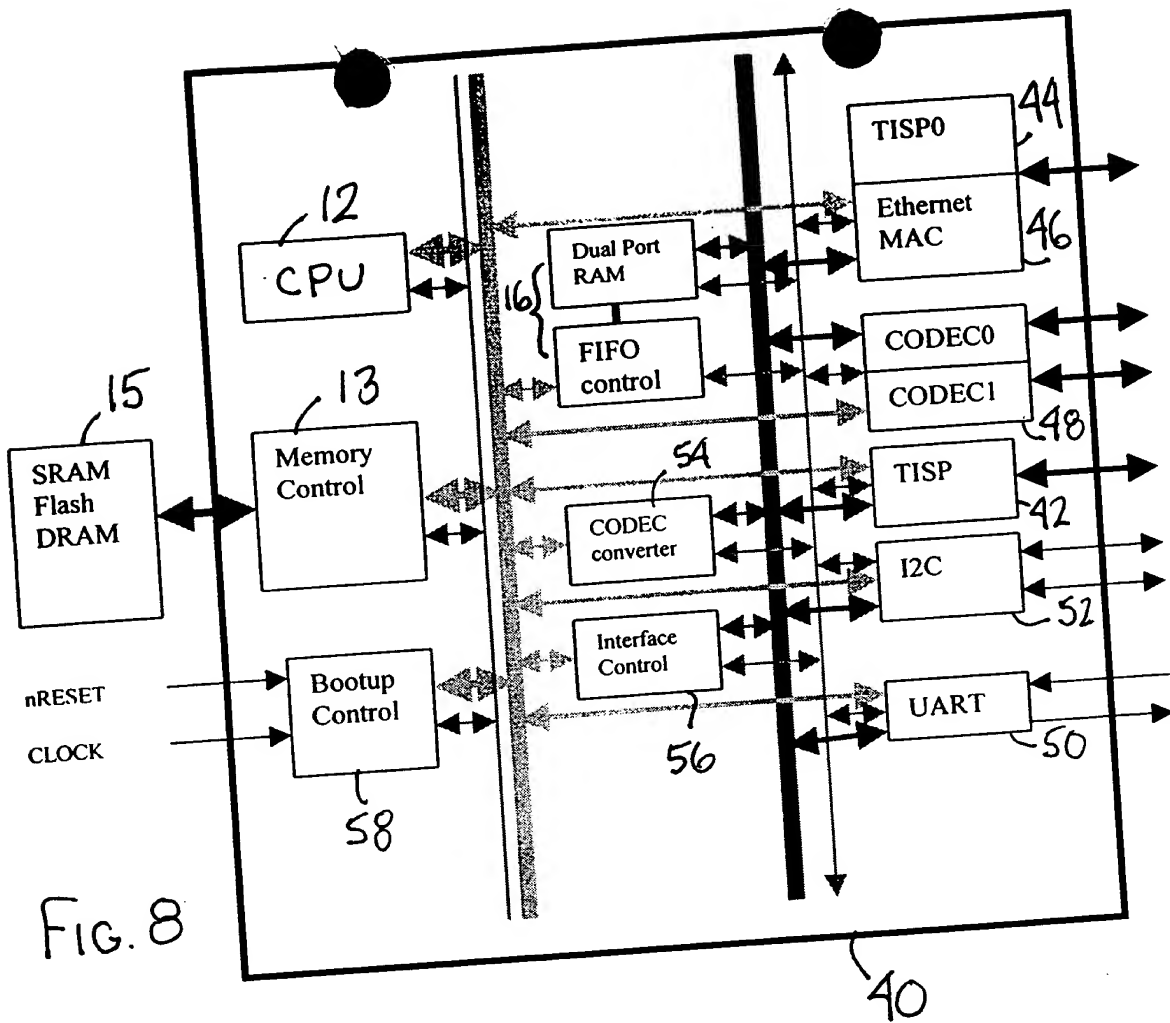 44
TISP0
12
Ethernet
MAC
46
CPU
Dual Port
RAM
16
FIFO
control
CODEC0
CODEC1
48
15
13
SRAM
Flash
DRAM
Memory
Control
54
TISP
42
CODEC
converter
I2C
52
Interface
Control
56
nRESET
CLOCK
Bootup
Control
58
UART
50
FIG. 8
40